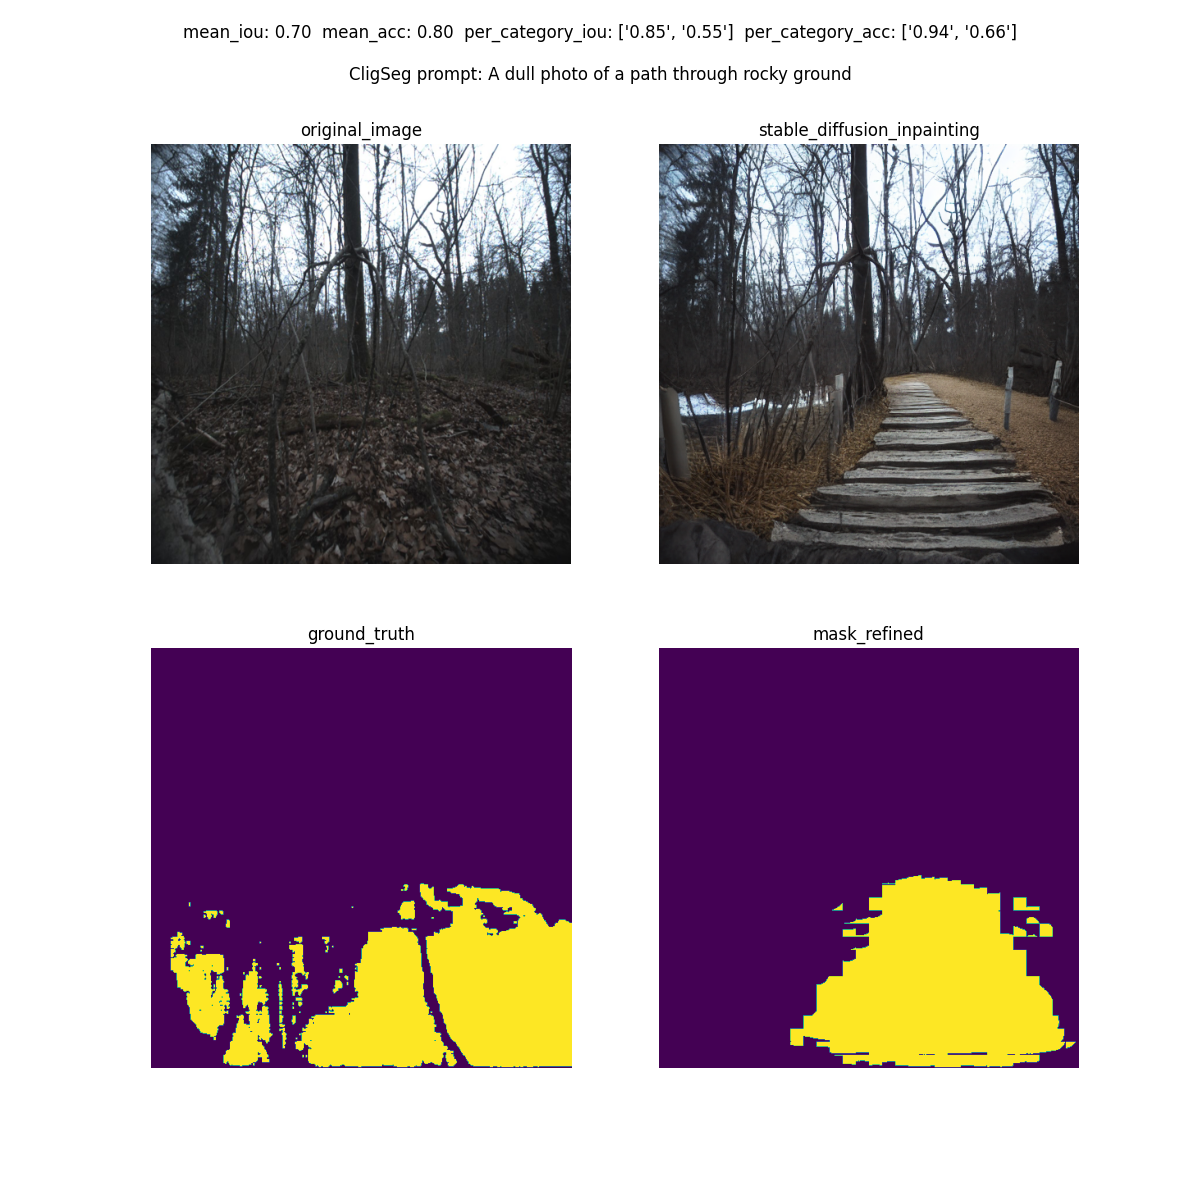 mean_iou: 0.70  mean_acc: 0.80  per_category_iou: ['0.85', '0.55']  per_category_acc: ['0.94', '0.66']
CligSeg prompt: A dull photo of a path through rocky ground
original_image
stable_diffusion_inpainting
ground_truth
mask_refined